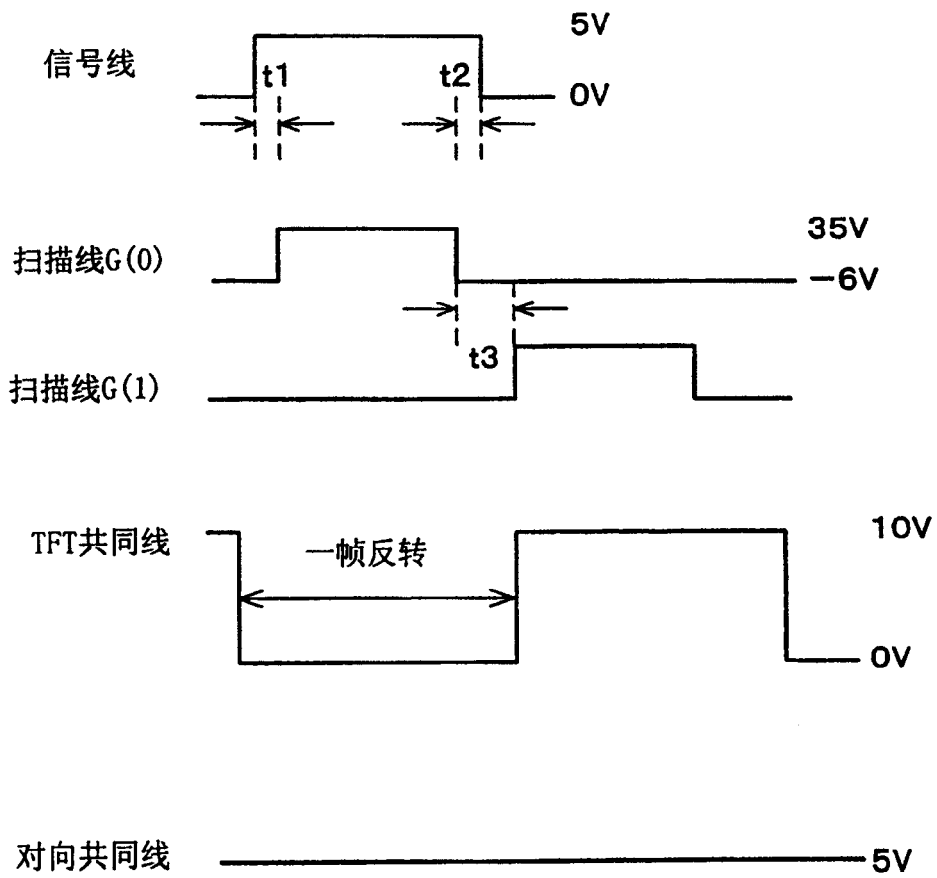 5V
信号线
t1
t2
0V
35V
扫描线G(0)
-6V
t3
扫描线G(1)
10V
TFT共同线
一帧反转
0V
对向共同线
5V